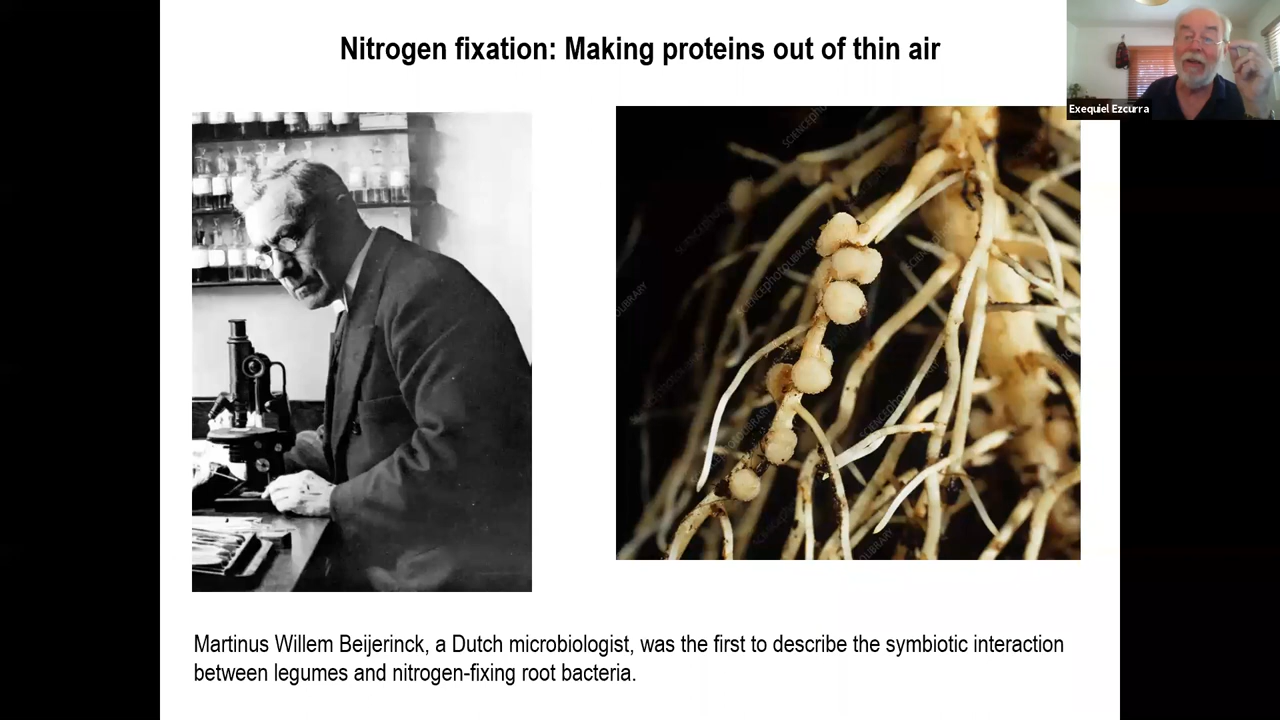 Nitrogen fixation: Making proteins out of thin air
Exequiel Ezcurra
SCIENCEPHOTOLIBRARY
Martinus Willem Beijerinck, a Dutch microbiologist, was the first to describe the symbiotic interaction
between legumes and nitrogen-fixing root bacteria.